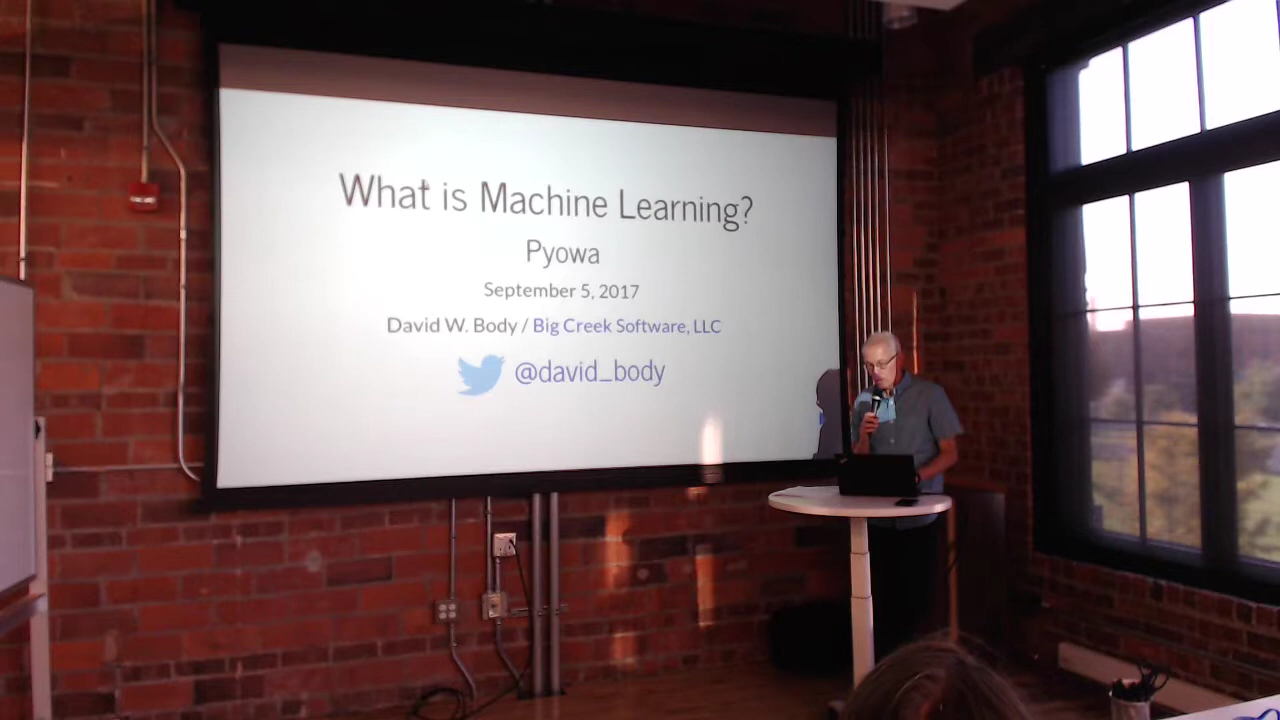 What is Machine Learning?
Pyowa
September 5, 2017
David W. Body / Big Creek Software, LLC
@david_body